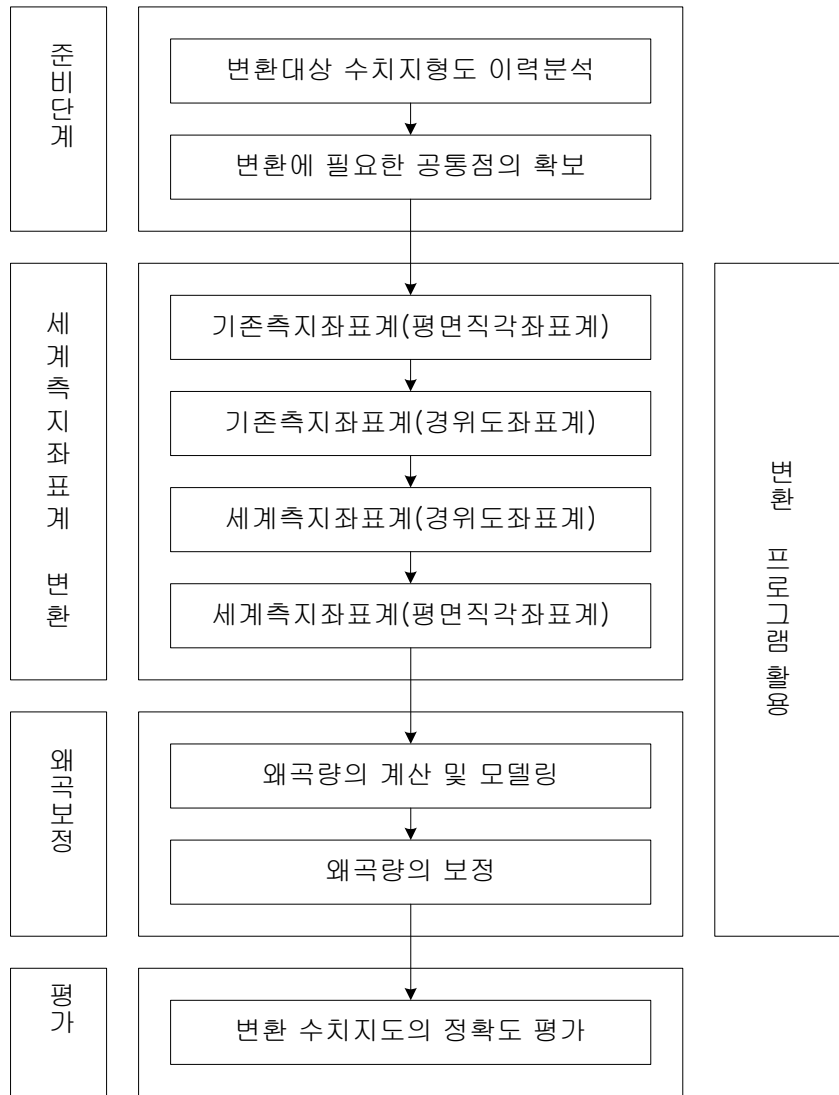 준비단계
변환대상 수치지형도 이력분석
변환에 필요한 공통점의 확보
세계측지좌표계 변환
기존측지좌표계(평면직각좌표계)
기존측지좌표계(경위도좌표계)
세계측지좌표계(경위도좌표계)
세계측지좌표계(평면직각좌표계)
변환 프로그램 활용
왜곡보정
왜곡량의 계산 및 모델링
왜곡량의 보정
평가
변환 수치지도의 정확도 평가